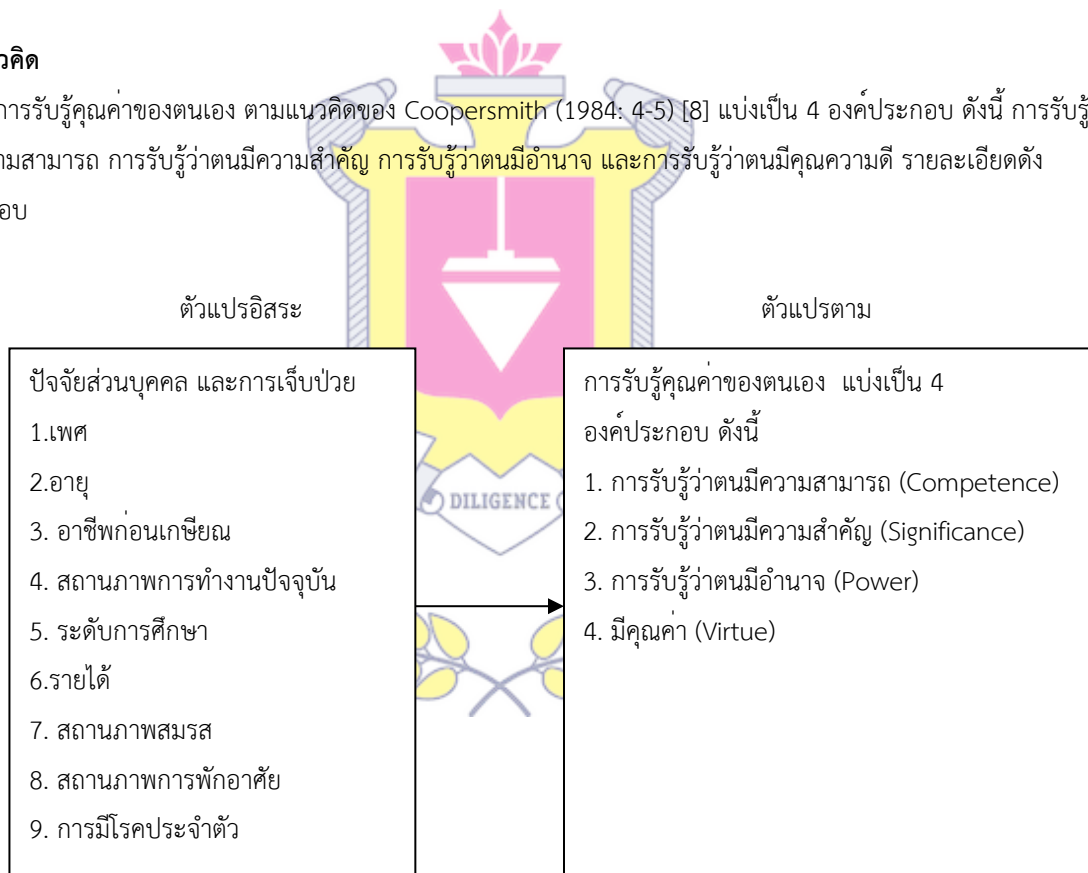 วคิด
การรับรู้คุณค่าของตนเอง ตามแนวคิดของ Coopersmith (1984: 4-5) [8] แบ่งเป็น 4 องค์ประกอบ ดังนี้ การรับรู้
ามสามารถ การรับรู้ว่าตนมีความสำคัญ การรับรู้ว่าตนมีอำนาจ และการรับรู้ว่าตนมีคุณความดี รายละเอียดดัง
อบ
ตัวแปรอิสระ
ปัจจัยส่วนบุคคล และการเจ็บป่วย
1.เพศ
2.อายุ
3. อาชีพก่อนเกษียณ
4. สถานภาพการทำงานปัจจุบัน
5. ระดับการศึกษา
6.รายได้
7. สถานภาพสมรส
8. สถานภาพการพักอาศัย
9. การมีโรคประจำตัว
ตัวแปรตาม
การรับรู้คุณค่าของตนเอง แบ่งเป็น 4
องค์ประกอบ ดังนี้
1. การรับรู้ว่าตนมีความสามารถ (Competence)
2. การรับรู้ว่าตนมีความสำคัญ (Significance)
3. การรับรู้ว่าตนมีอำนาจ (Power)
4. มีคุณค่า (Virtue)
DILIGENCE